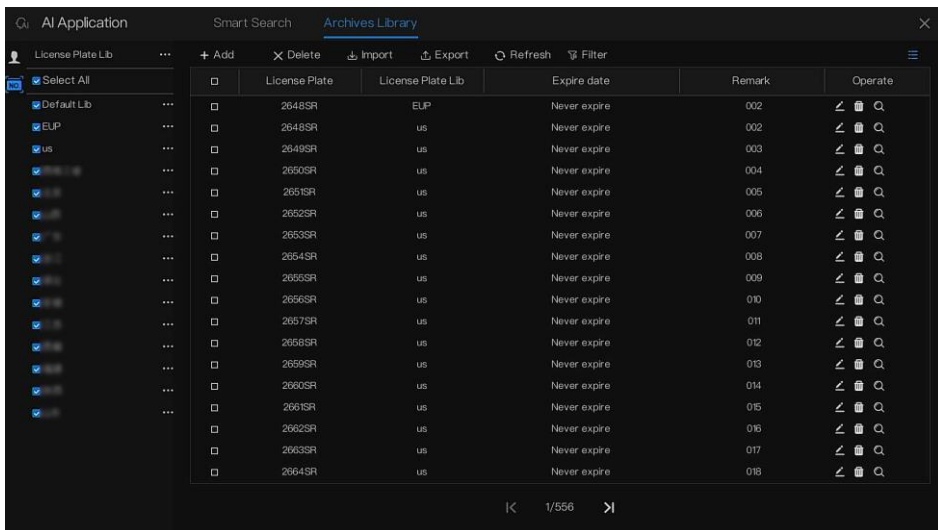 AI Application Smart Search Archives Library
License Plate Lib ... + Add Delete Import Export Refresh Filter
Select All License Plate License Plate Lib Expire date Remark Operate
Default Lib ... 2648SR EUP Never expire 002
EUP ... 2648SR us Never expire 002
us ... 2649SR us Never expire 003
... 2650SR us Never expire 004
... 2651SR us Never expire 005
... 2652SR us Never expire 006
... 2653SR us Never expire 007
... 2654SR us Never expire 008
... 2655SR us Never expire 009
... 2656SR us Never expire 010
... 2657SR us Never expire 011
... 2658SR us Never expire 012
... 2659SR us Never expire 013
... 2660SR us Never expire 014
... 2661SR us Never expire 015
2662SR us Never expire 016
2663SR us Never expire 017
2664SR us Never expire 018
1/556